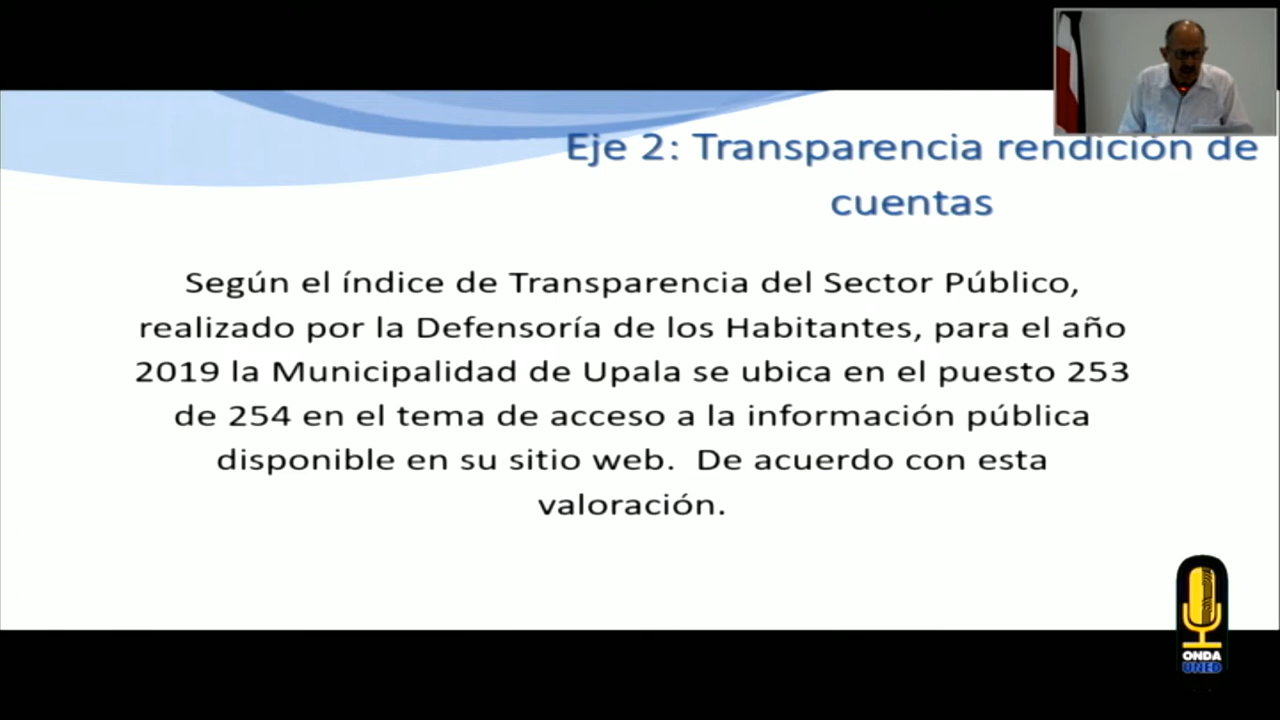 Eje 2: Transparencia rendición de
cuentas
Según el índice de Transparencia del Sector Público,
realizado por la Defensoría de los Habitantes, para el año
2019 la Municipalidad de Upala se ubica en el puesto 253
de 254 en el tema de acceso a la información pública
disponible en su sitio web. De acuerdo con esta
valoración.
ONDA
UNED